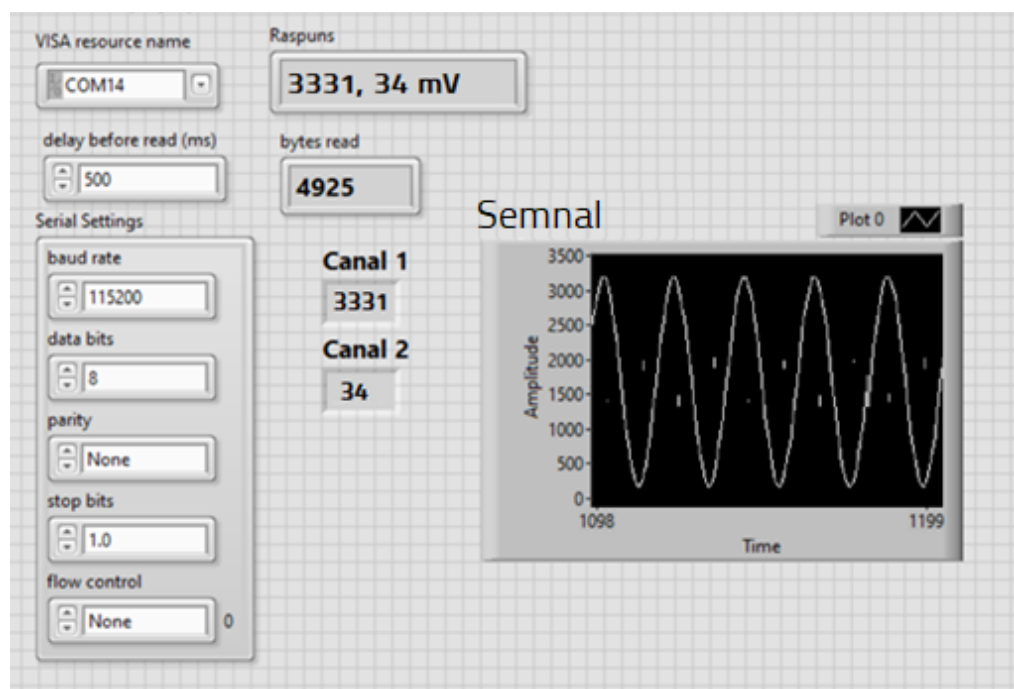 VISA resource name
COM14
delay before read (ms)
500
Serial Settings
baud rate
115200
data bits
8
parity
None
stop bits
1.0
flow control
None 0
Raspuns
3331, 34 mV
bytes read
4925
Canal 1
3331
Canal 2
34
Semnal
Plot 0
Amplitude
3500
3000
2500
2000
1500
1000
500
0
1098 1199
Time